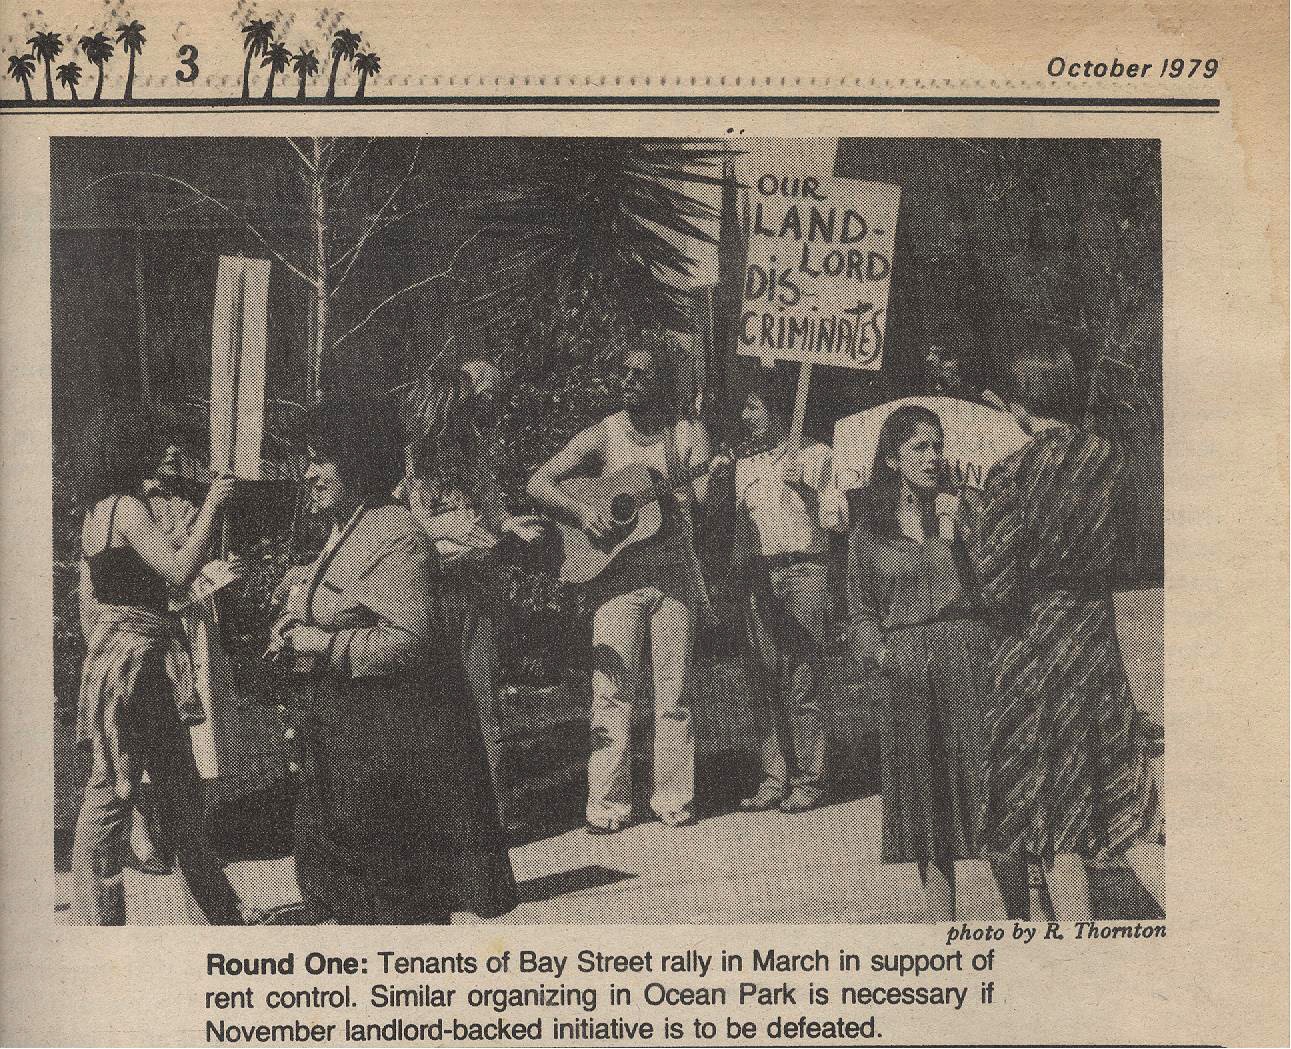 3
October 1979
OUR
LAND-
LORD
DIS-
CRIMINATES
photo by R. Thornton
Round One: Tenants of Bay Street rally in March in support of
rent control. Similar organizing in Ocean Park is necessary if
November landlord-backed initiative is to be defeated.